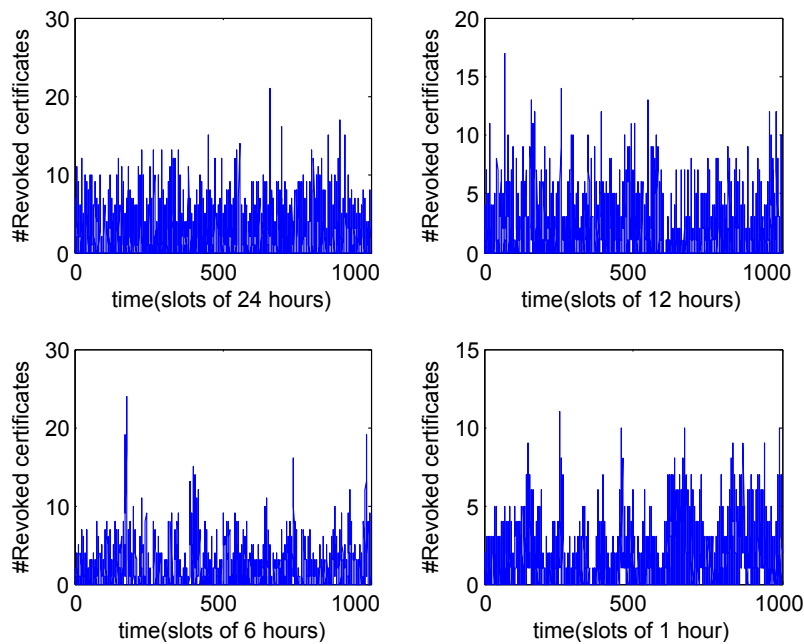 30
20
10
0
#Revoked certificates
0 500 1000
time(slots of 24 hours)
20
15
10
5
0
#Revoked certificates
0 500 1000
time(slots of 12 hours)
30
20
10
0
#Revoked certificates
0 500 1000
time(slots of 6 hours)
15
10
5
0
#Revoked certificates
0 500 1000
time(slots of 1 hour)